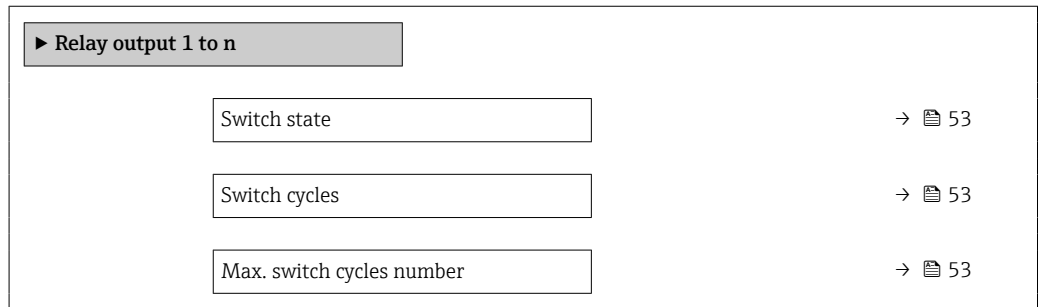 ▶ Relay output 1 to n
Switch state → 53
Switch cycles → 53
Max. switch cycles number → 53